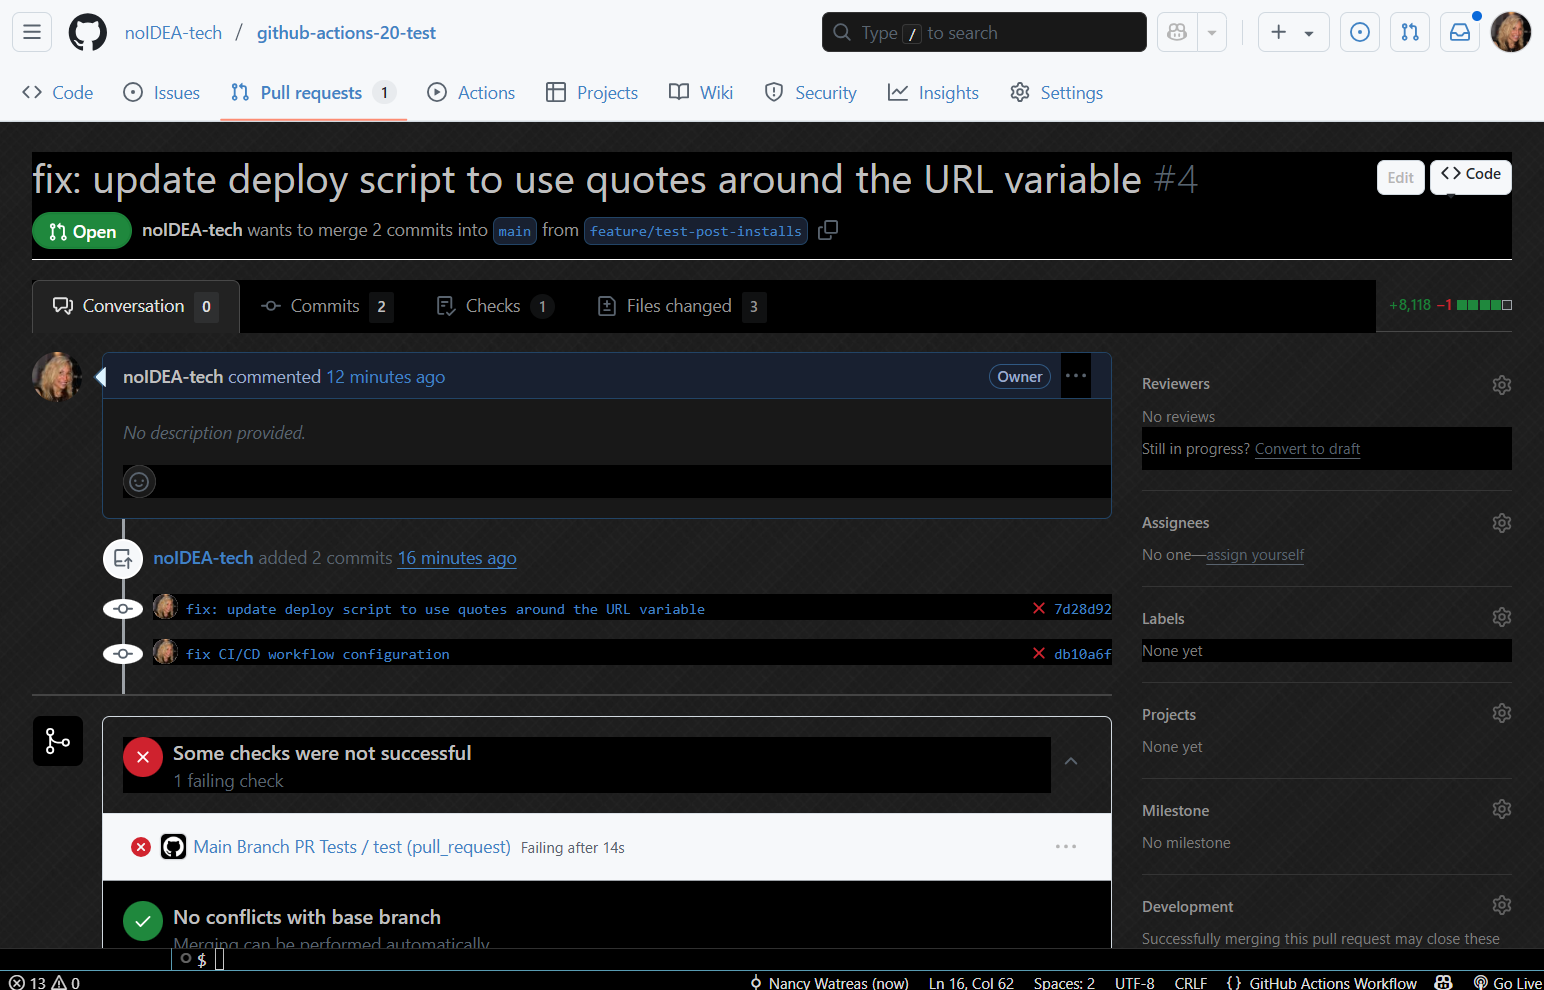 noIDEA-tech / github-actions-20-test
Type / to search
Code
Issues
Pull requests 1
Actions
Projects
Wiki
Security
Insights
Settings
fix: update deploy script to use quotes around the URL variable #4
Edit
Code
Open
noIDEA-tech wants to merge 2 commits into main from feature/test-post-installs
Conversation 0
Commits 2
Checks 1
Files changed 3
+8,118 −1
noIDEA-tech commented 12 minutes ago
Owner
No description provided.
noIDEA-tech added 2 commits 16 minutes ago
fix: update deploy script to use quotes around the URL variable 7d28d92
fix CI/CD workflow configuration db10a6f
Some checks were not successful
1 failing check
Main Branch PR Tests / test (pull_request) Failing after 14s
No conflicts with base branch
Merging can be performed automatically
Reviewers
No reviews
Still in progress? Convert to draft
Assignees
No one—assign yourself
Labels
None yet
Projects
None yet
Milestone
No milestone
Development
Successfully merging this pull request may close these
$
13 0
Nancy Watreas (now)
Ln 16, Col 62
Spaces: 2
UTF-8
CRLF
{} GitHub Actions Workflow
Go Live